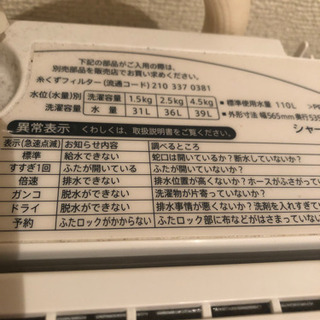 下記の部品がご入用の際は、
別売部品を販売店でお買い求めください。
糸くずフィルター(流通コード) 210 337 0381
水位(水量)別 洗濯容量 1.5kg 2.5kg 4.5kg
洗濯容量 水量 31L 36L 39L
・標準使用水量 110L
・外形寸法 幅565mm 奥行535
シャー
異常表示 くわしくは、取扱説明書をご覧ください。
表示(急速点滅) お知らせ内容 調べるところ
標準 給水できない 蛇口は開いているか?断水していないか?
すすぎ1回 ふたが開いている ふたが開いていないか?
倍速 排水できない 排水位置が高くないか?ホースがふさがって
ガンコ 脱水ができない 洗濯物が片寄っていないか?
ドライ 脱水ができない 排水事情が悪くないか?洗剤を入れすぎてい
予約 ふたロックがかからない ふたロック部に布などがはさまっていない